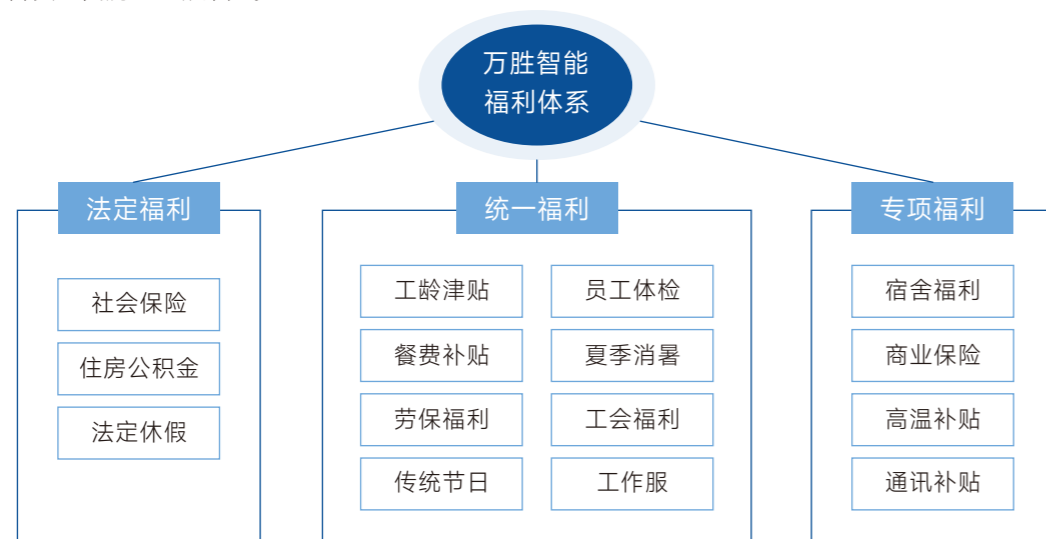 万胜智能
福利体系
法定福利
统一福利
专项福利
社会保险
住房公积金
法定休假
工龄津贴
员工体检
餐费补贴
夏季消暑
劳保福利
工会福利
传统节日
工作服
宿舍福利
商业保险
高温补贴
通讯补贴